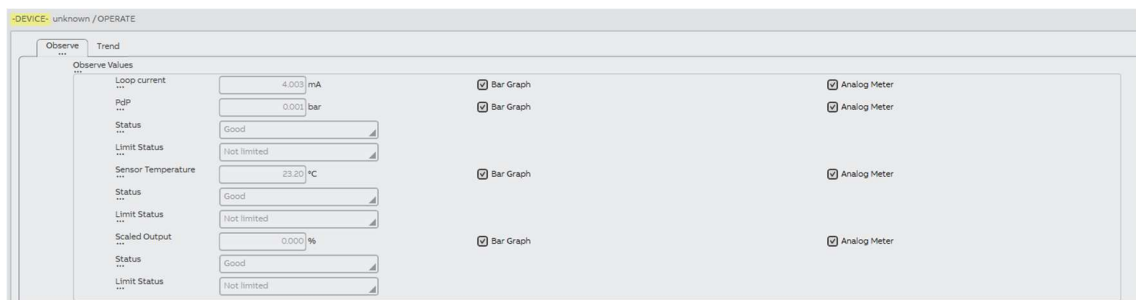 -DEVICE- unknown / OPERATE
Observe Trend
Observe Values
Loop current 4.003 mA Bar Graph Analog Meter
PdP 0.001 bar Bar Graph Analog Meter
Status Good
Limit Status Not limited
Sensor Temperature 23.20 °C Bar Graph Analog Meter
Status Good
Limit Status Not limited
Scaled Output 0.000 % Bar Graph Analog Meter
Status Good
Limit Status Not limited